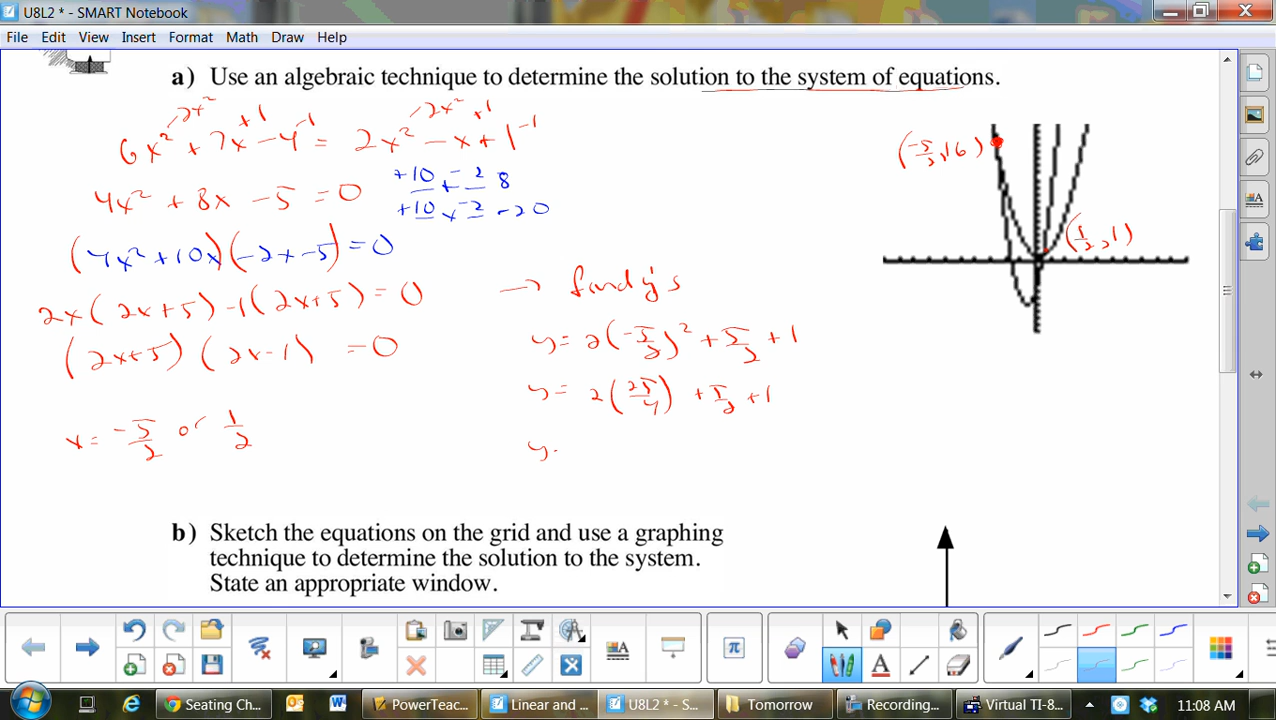 U8L2 * - SMART Notebook
File Edit View Insert Format Math Draw Help
a) Use an algebraic technique to determine the solution to the system of equations.
-2x² +1 -2x² +1
6x² + 7x - 4 -1 = 2x² - x + 1 -1
4x² + 8x - 5 = 0
+10 + -2 8
+10 x -2 -20
(4x² + 10x)(-2x - 5) = 0
2x(2x+5) -1(2x+5) = 0
(2x+5)(2x-1) = 0
x = -5/2 or 1/2
→ find y's
y = 2(-5/2)² + 5/2 + 1
y = 2(25/4) + 5/2 + 1
y
(-5/2, 16)
(1/2, 1)
b) Sketch the equations on the grid and use a graphing
technique to determine the solution to the system.
State an appropriate window.
π
A
Seating Ch...
PowerTeac...
Linear and ...
U8L2 * - S...
Tomorrow
Recording...
Virtual TI-8...
11:08 AM